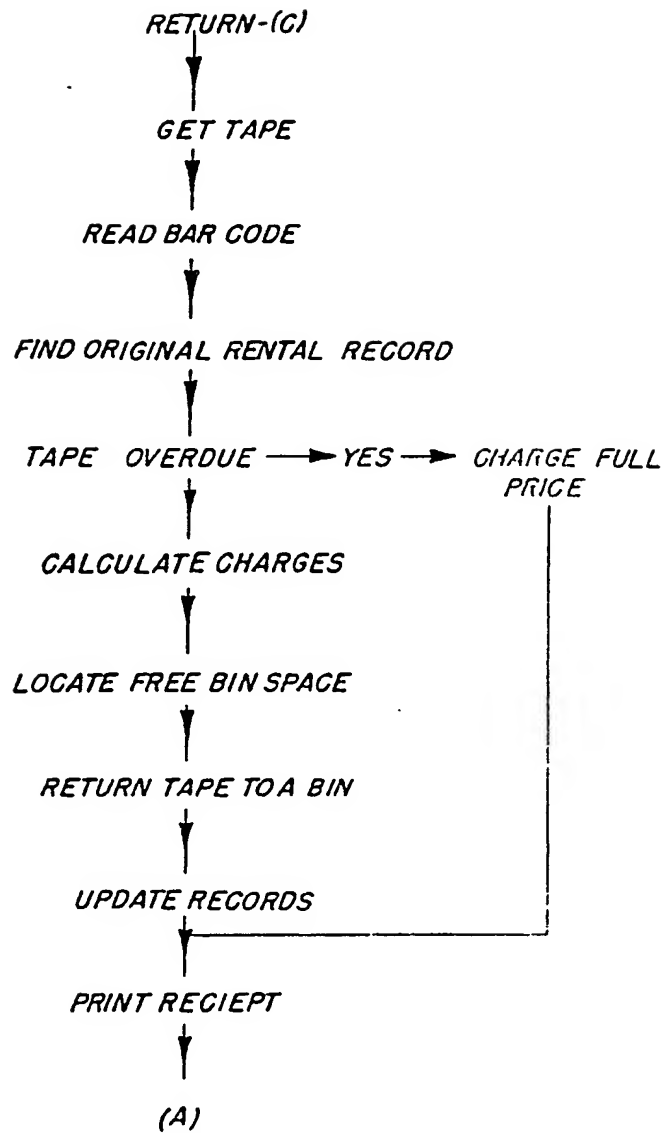 RETURN-(C)
GET TAPE
READ BAR CODE
FIND ORIGINAL RENTAL RECORD
TAPE OVERDUE YES CHARGE FULL
PRICE
CALCULATE CHARGES
LOCATE FREE BIN SPACE
RETURN TAPE TO A BIN
UPDATE RECORDS
PRINT RECIEPT
(A)